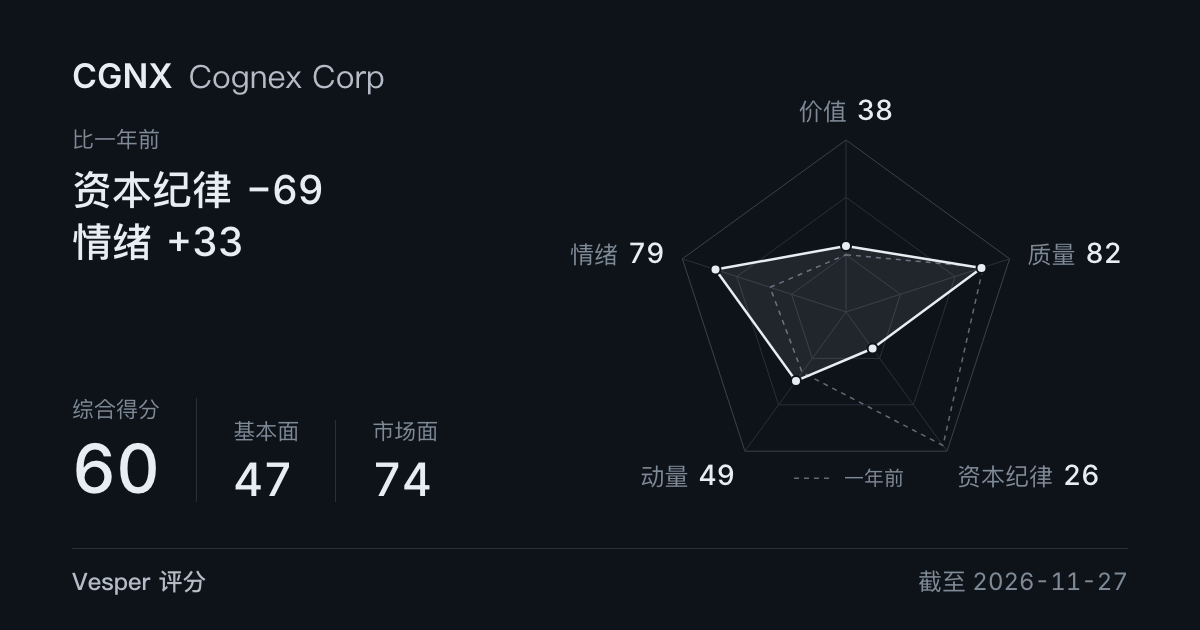 CGNX Cognex Corp
比一年前
资本纪律 −69
情绪 +33
综合得分
60
基本面
47
市场面
74
价值 38
情绪 79
质量 82
动量 49
一年前
资本纪律 26
Vesper 评分
截至 2026-11-27